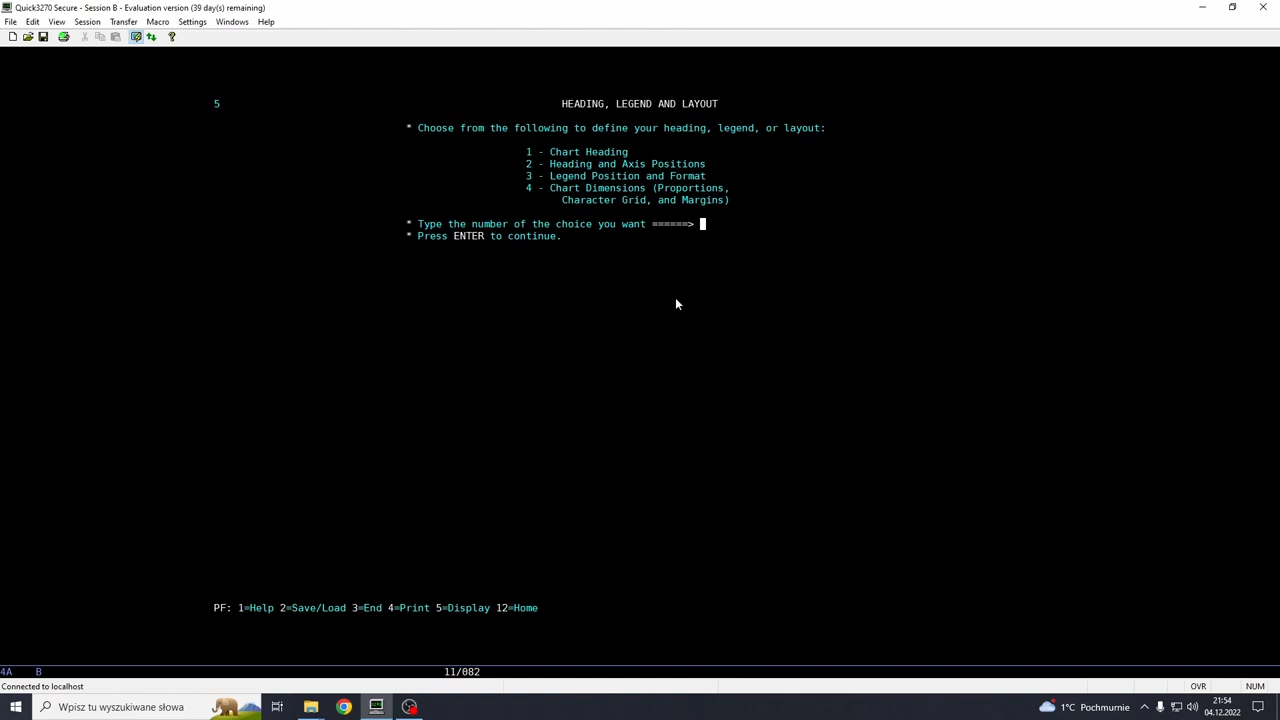 Quick3270 Secure - Session B - Evaluation version (39 day(s) remaining)
File Edit View Session Transfer Macro Settings Windows Help
5 HEADING, LEGEND AND LAYOUT
* Choose from the following to define your heading, legend, or layout:
1 - Chart Heading
2 - Heading and Axis Positions
3 - Legend Position and Format
4 - Chart Dimensions (Proportions,
Character Grid, and Margins)
* Type the number of the choice you want ======>
* Press ENTER to continue.
PF: 1=Help 2=Save/Load 3=End 4=Print 5=Display 12=Home
4A B 11/082
Connected to localhost OVR NUM
Wpisz tu wyszukiwane słowa 1°C Pochmurnie 21:54
04.12.2022